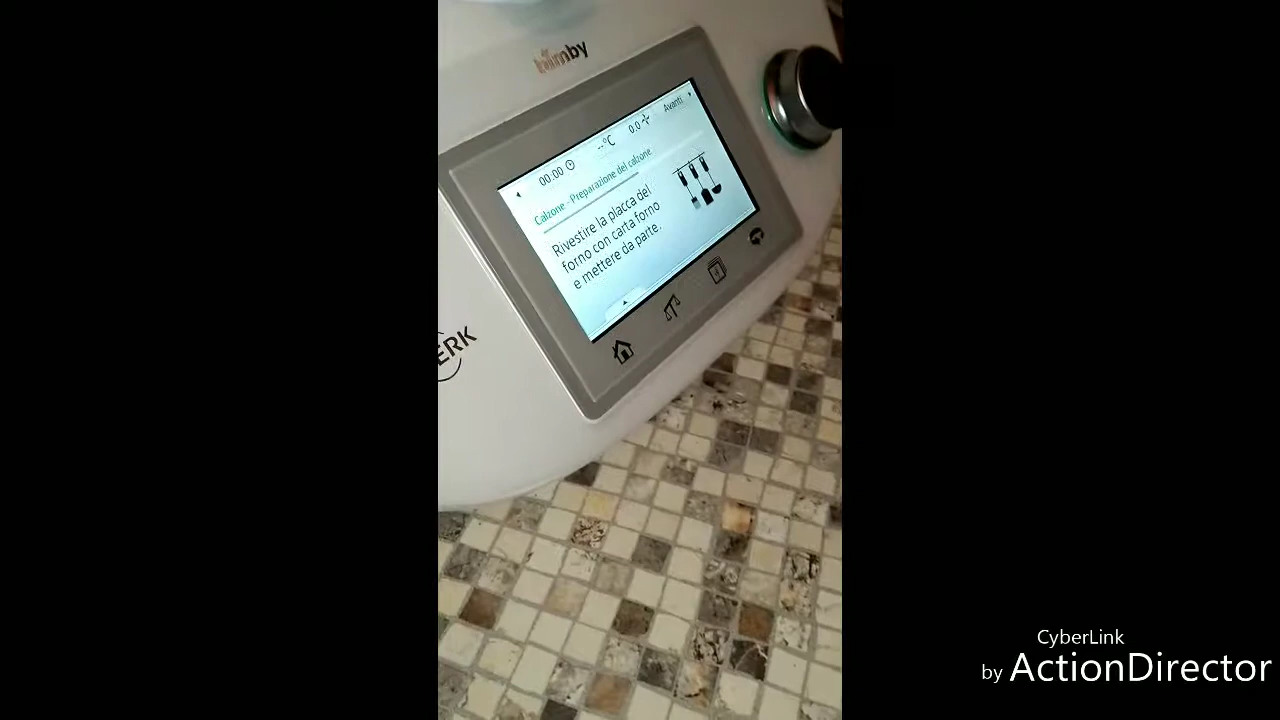 bimby
Avanti
00:00
--°C
0.0
Calzone - Preparazione del calzone
Rivestire la placca del
forno con carta forno
e mettere da parte.
ERK
CyberLink
by ActionDirector